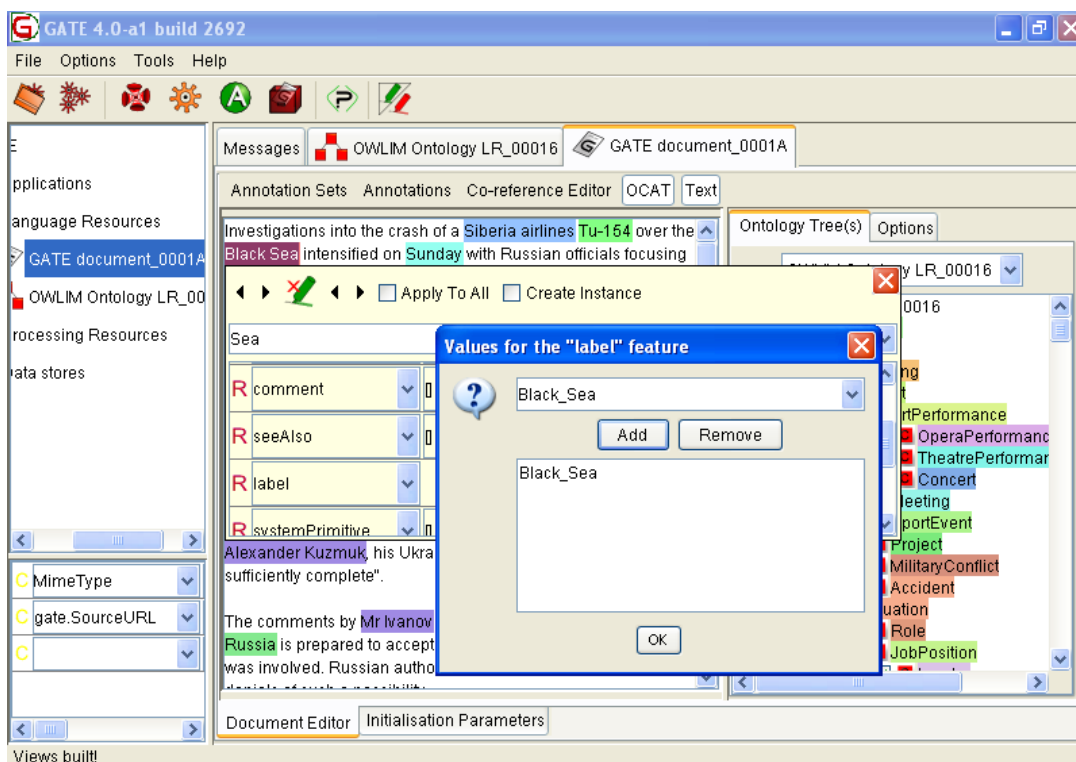 GATE 4.0-a1 build 2692
File Options Tools Help
Messages OWLIM Ontology LR_00016 GATE document_0001A
Annotation Sets Annotations Co-reference Editor OCAT Text
pplications
anguage Resources
GATE document_0001A
OWLIM Ontology LR_00
rocessing Resources
ata stores
MimeType
gate.SourceURL
Investigations into the crash of a Siberia airlines Tu-154 over the
Black Sea intensified on Sunday with Russian officials focusing
Apply To All Create Instance
Sea
R comment []
R seeAlso []
R label
R systemPrimitive []
Values for the "label" feature
Black_Sea
Add Remove
Black_Sea
OK
Alexander Kuzmuk, his Ukra
sufficiently complete".
The comments by Mr Ivanov
Russia is prepared to accept
was involved. Russian autho
Ontology Tree(s) Options
y LR_00016
0016
ng
t
rtPerformance
OperaPerformanc
TheatrePerformar
Concert
Meeting
portEvent
Project
MilitaryConflict
Accident
uation
Role
JobPosition
Document Editor Initialisation Parameters
Views built!